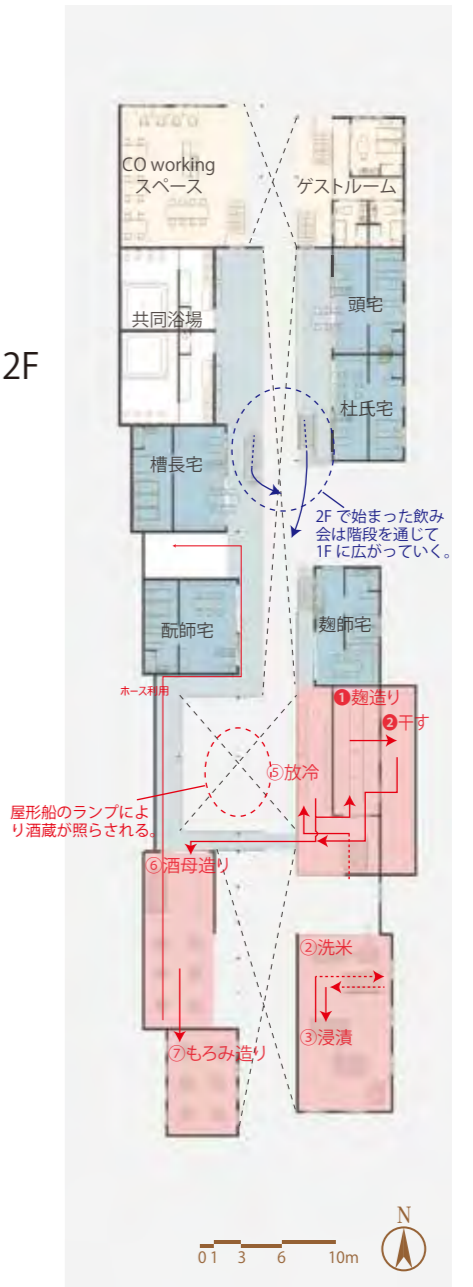 2F
CO working
スペース
ゲストルーム
共同浴場
頭宅
杜氏宅
槽長宅
2Fで始まった飲み
会は階段を通じて
1Fに広がっていく。
酛師宅
麹師宅
ホース利用
❶麹造り
❷干す
⑤放冷
屋形船のランプによ
り酒蔵が照らされる。
⑥酒母造り
②洗米
③浸漬
⑦もろみ造り
N
0 1 3 6 10m